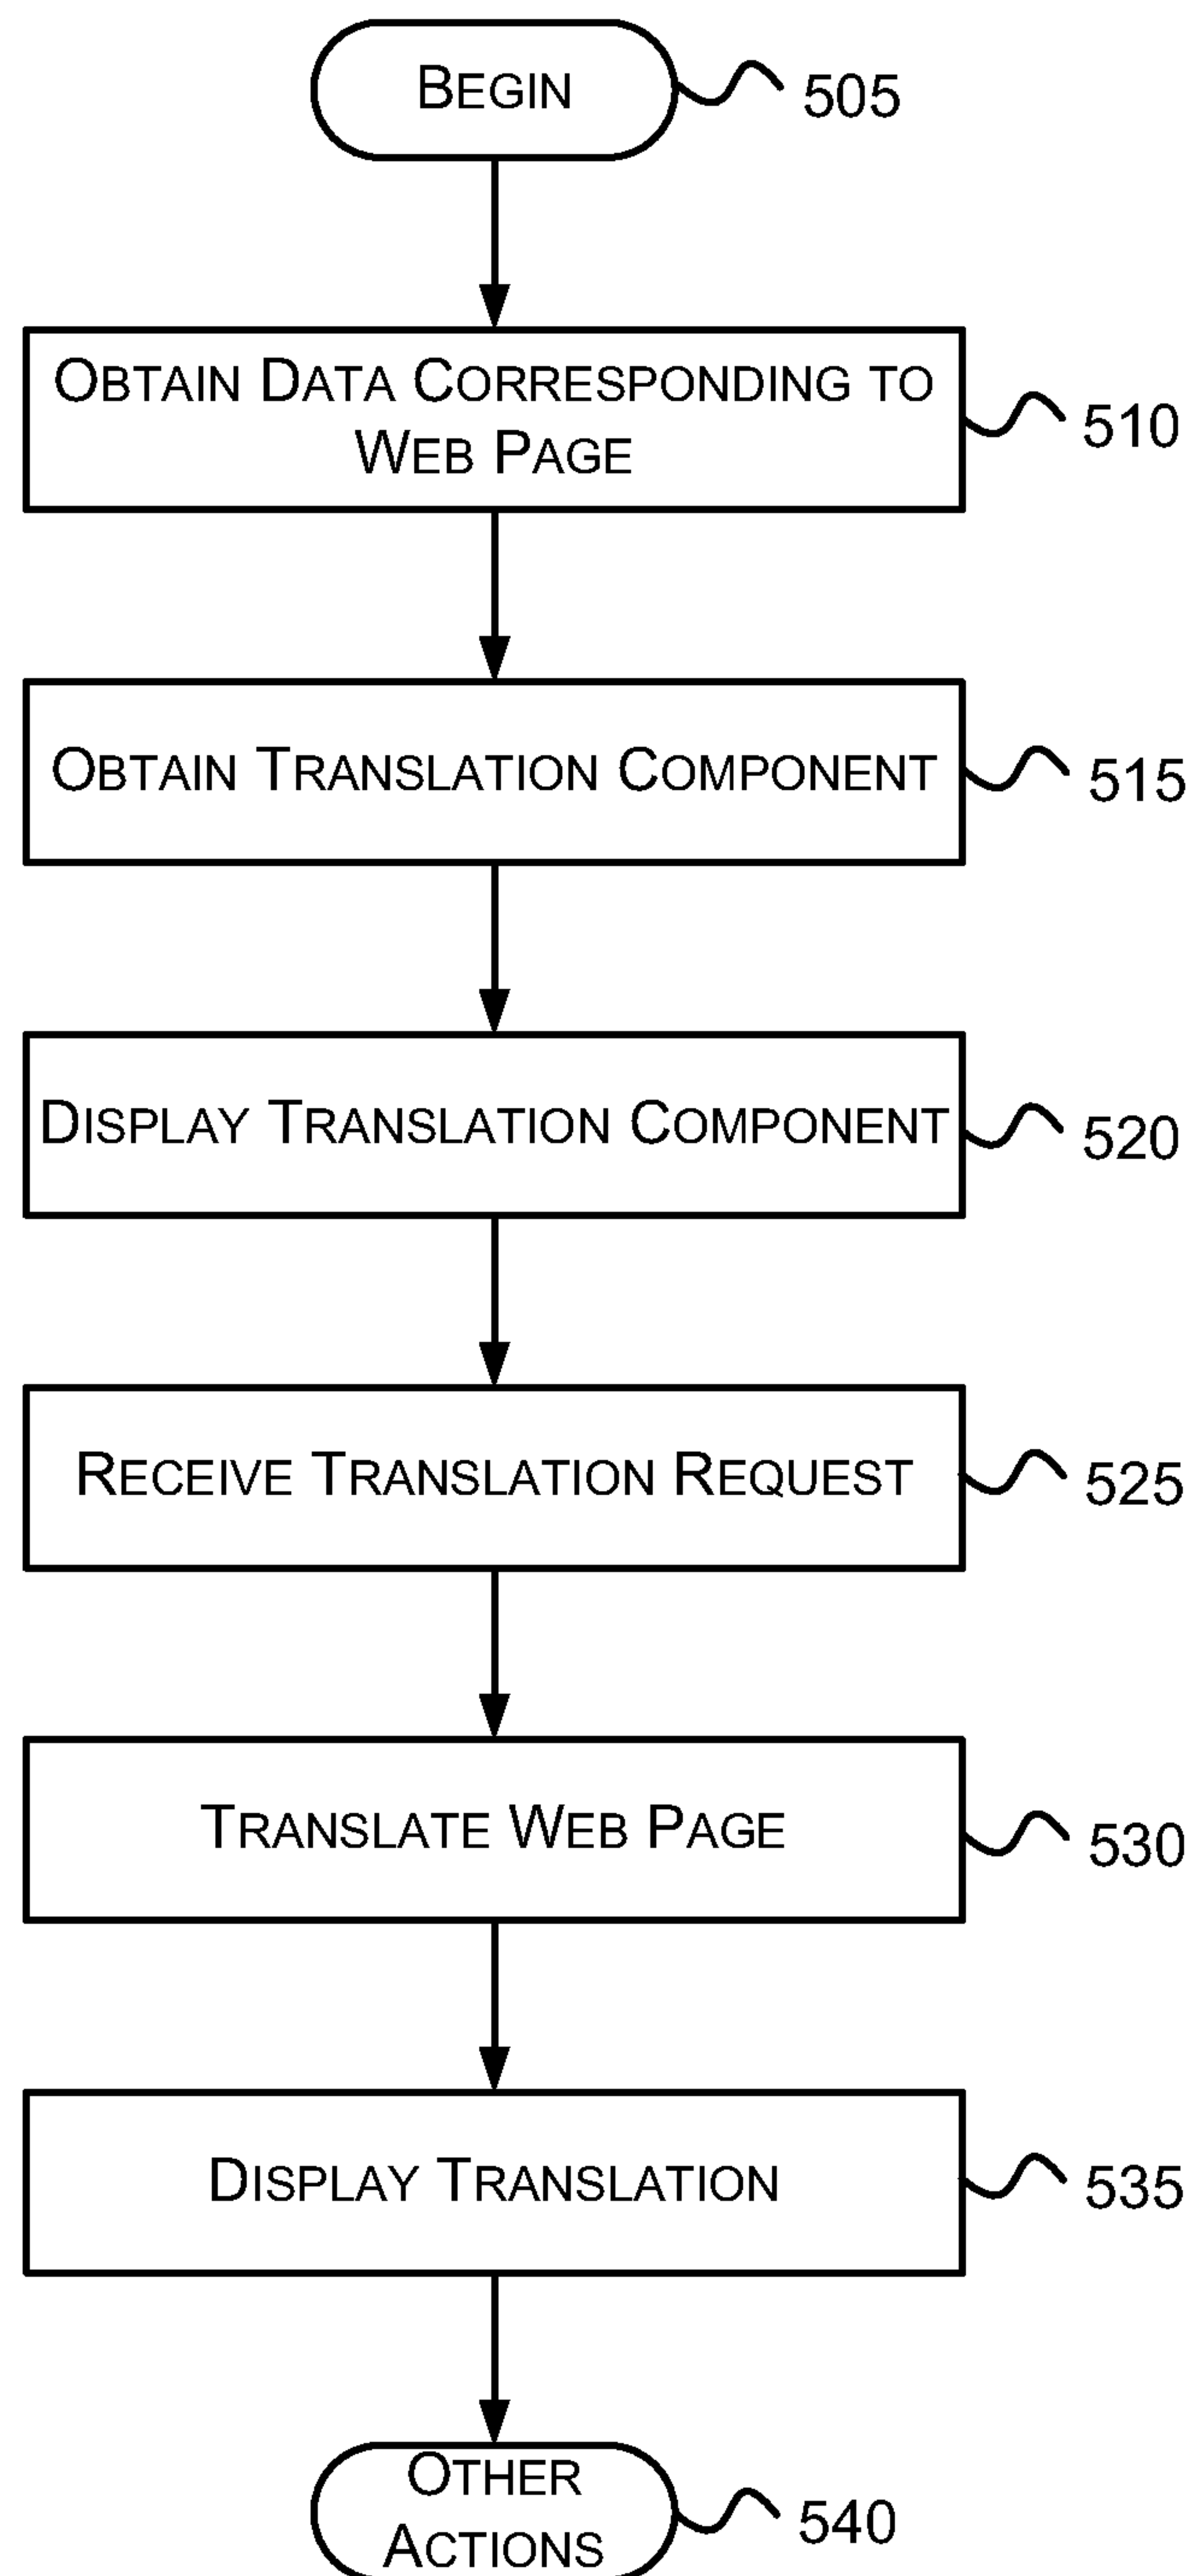 BEGIN
505
OBTAIN DATA CORRESPONDING TO
WEB PAGE
510
OBTAIN TRANSLATION COMPONENT
515
DISPLAY TRANSLATION COMPONENT
520
RECEIVE TRANSLATION REQUEST
525
TRANSLATE WEB PAGE
530
DISPLAY TRANSLATION
535
OTHER
ACTIONS
540